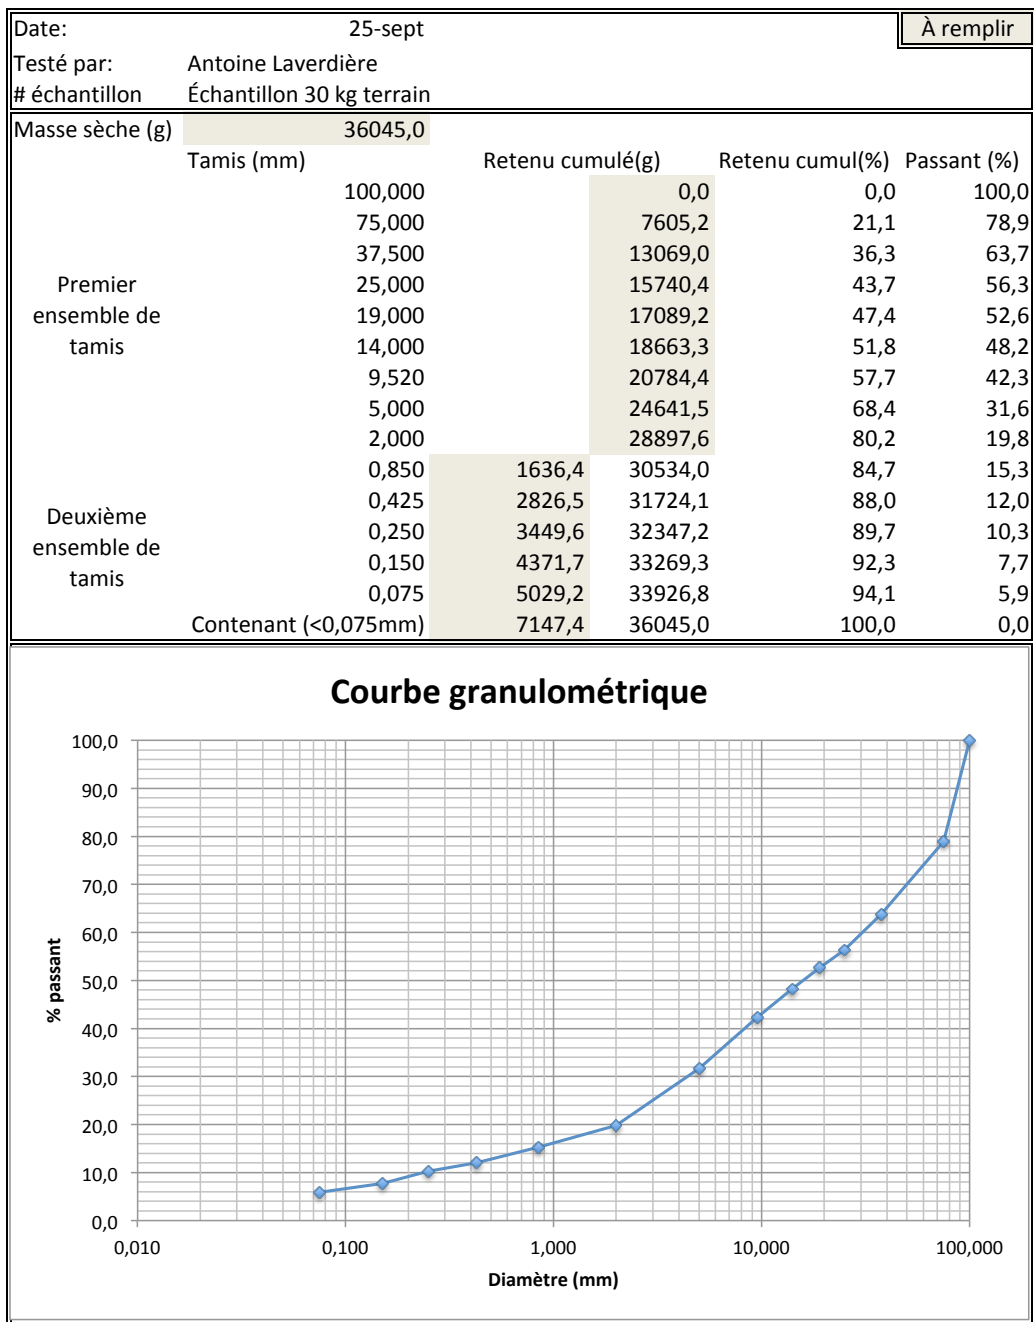 Date: 25-sept À remplir
Testé par: Antoine Laverdière
# échantillon Échantillon 30 kg terrain
Masse sèche (g) 36045,0
Tamis (mm) Retenu cumulé(g) Retenu cumul(%) Passant (%)
100,000 0,0 0,0 100,0
75,000 7605,2 21,1 78,9
37,500 13069,0 36,3 63,7
Premier 25,000 15740,4 43,7 56,3
ensemble de 19,000 17089,2 47,4 52,6
tamis 14,000 18663,3 51,8 48,2
9,520 20784,4 57,7 42,3
5,000 24641,5 68,4 31,6
2,000 28897,6 80,2 19,8
0,850 1636,4 30534,0 84,7 15,3
0,425 2826,5 31724,1 88,0 12,0
Deuxième
0,250 3449,6 32347,2 89,7 10,3
ensemble de
0,150 4371,7 33269,3 92,3 7,7
tamis
0,075 5029,2 33926,8 94,1 5,9
Contenant (<0,075mm) 7147,4 36045,0 100,0 0,0
Courbe granulométrique
100,0
90,0
80,0
70,0
60,0
50,0
40,0
30,0
20,0
10,0
0,0
% passant
0,010 0,100 1,000 10,000 100,000
Diamètre (mm)